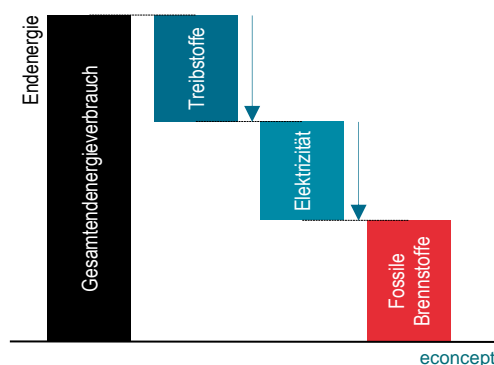 Endenergie
Gesamtendenergieverbrauch
Treibstoffe
Elektrizität
Fossile
Brennstoffe
econcept